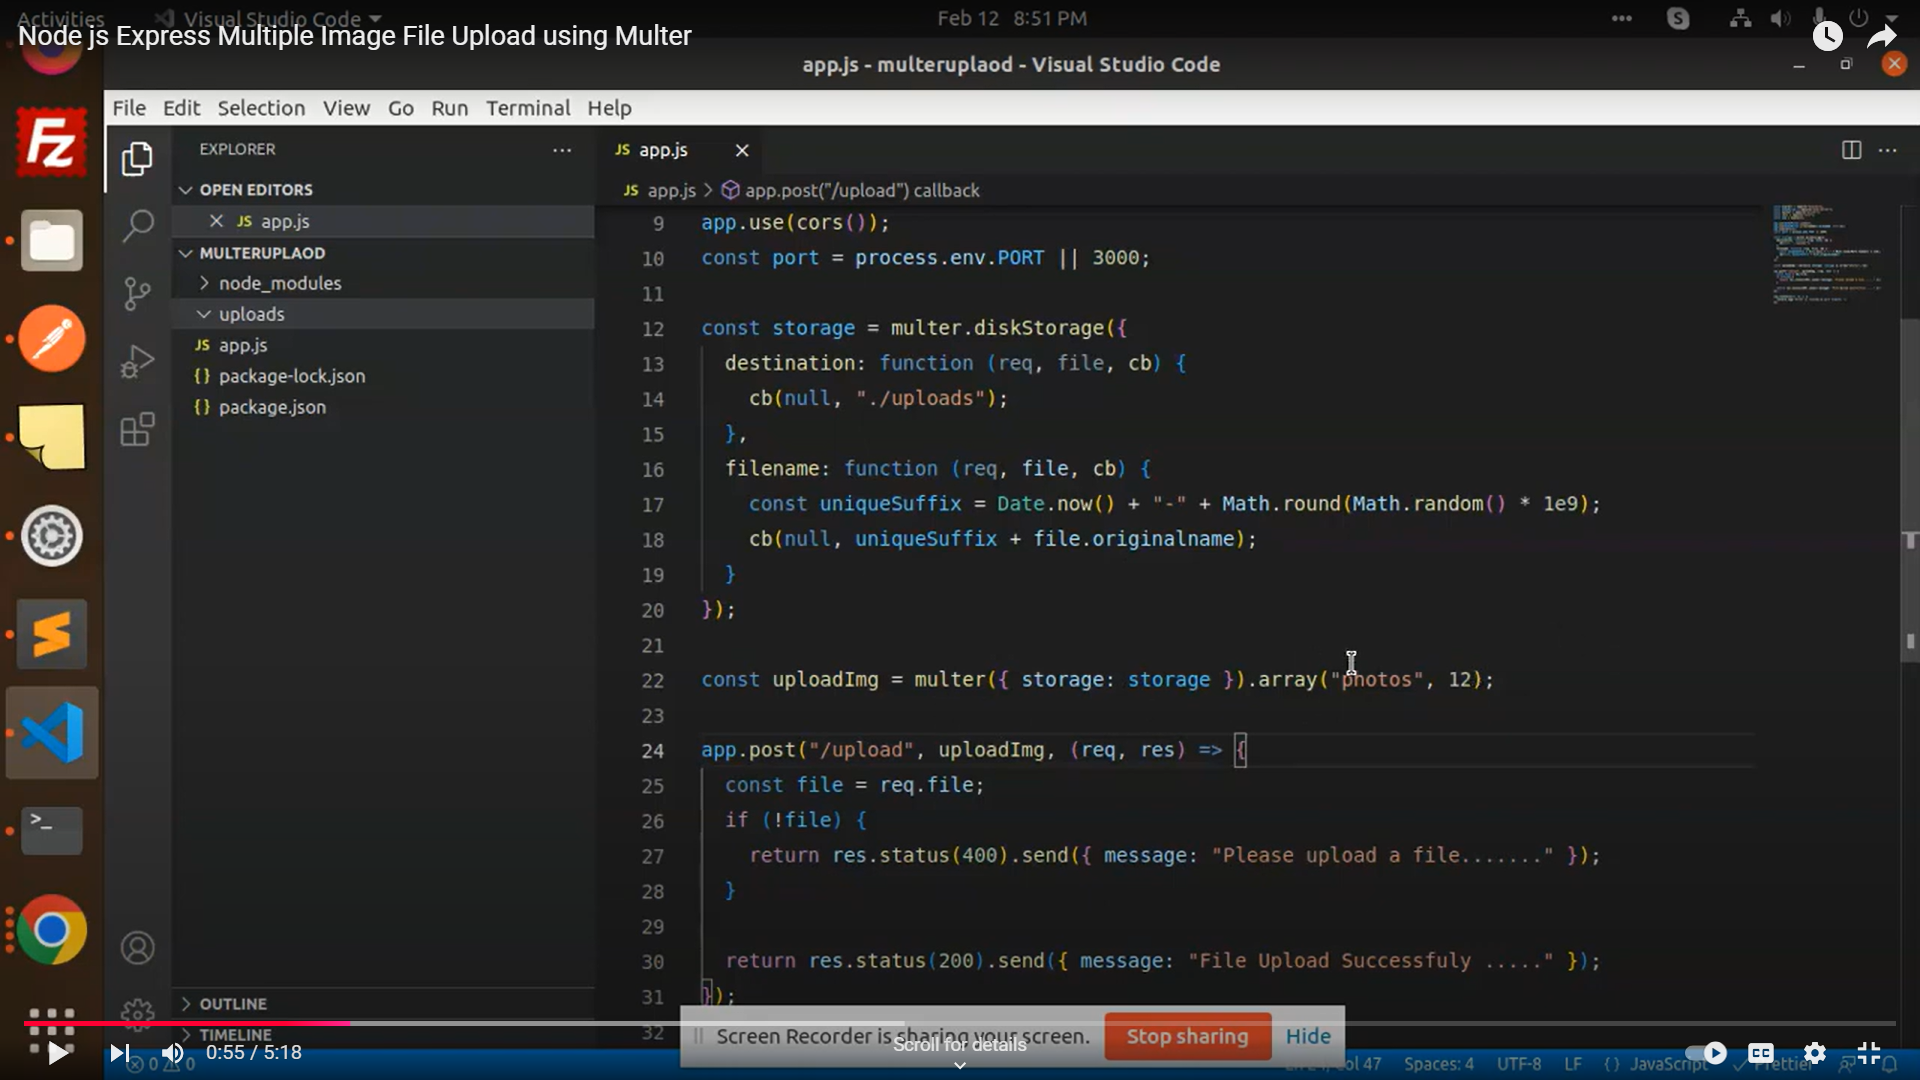 Activities Visual Studio Code Feb 12 8:51 PM
Node js Express Multiple Image File Upload using Multer
app.js - multeruplaod - Visual Studio Code
File Edit Selection View Go Run Terminal Help
EXPLORER
OPEN EDITORS
JS app.js
MULTERUPLAOD
node_modules
uploads
JS app.js
{} package-lock.json
{} package.json
OUTLINE
TIMELINE
JS app.js
JS app.js > app.post("/upload") callback
9 app.use(cors());
10 const port = process.env.PORT || 3000;
11
12 const storage = multer.diskStorage({
13 destination: function (req, file, cb) {
14 cb(null, "./uploads");
15 },
16 filename: function (req, file, cb) {
17 const uniqueSuffix = Date.now() + "-" + Math.round(Math.random() * 1e9);
18 cb(null, uniqueSuffix + file.originalname);
19 }
20 });
21
22 const uploadImg = multer({ storage: storage }).array("photos", 12);
23
24 app.post("/upload", uploadImg, (req, res) => {
25 const file = req.file;
26 if (!file) {
27 return res.status(400).send({ message: "Please upload a file......." });
28 }
29
30 return res.status(200).send({ message: "File Upload Successfuly ....." });
31 });
32
Screen Recorder is sharing your screen. Stop sharing Hide
Scroll for details
0:55 / 5:18
0 0
Col 47 Spaces: 4 UTF-8 LF {} JavaScript Prettier